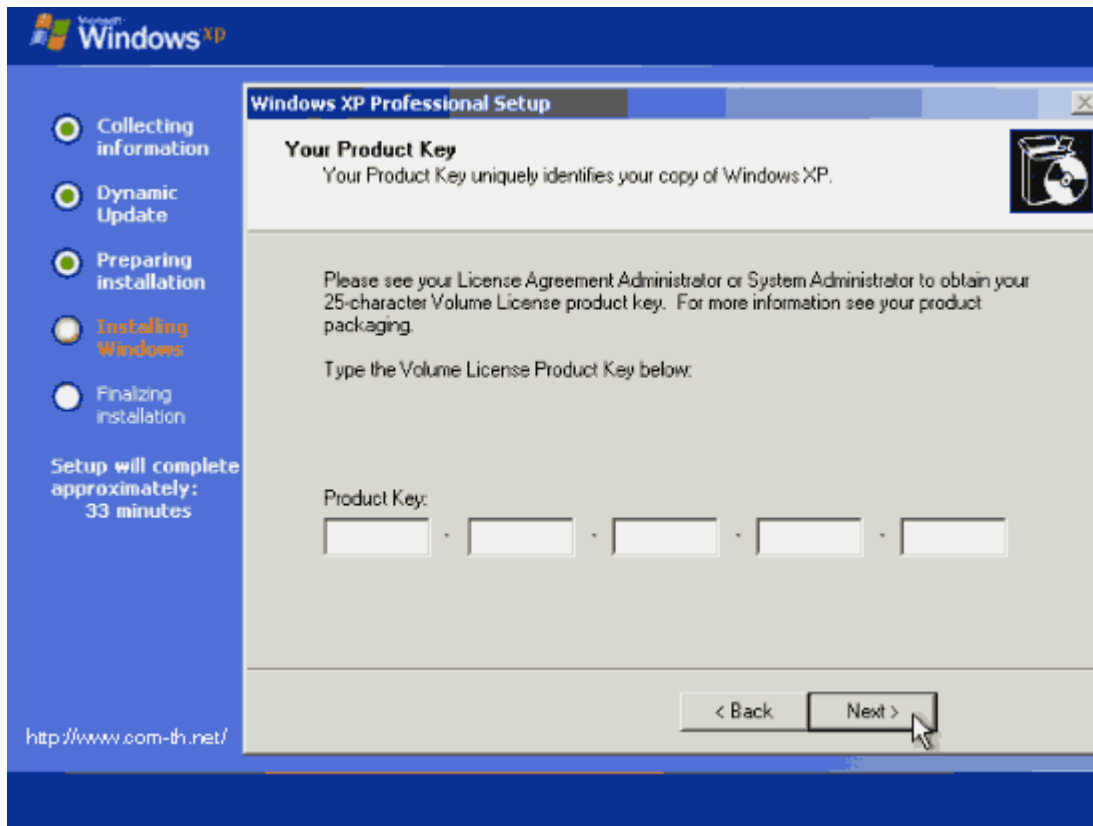 Microsoft
Windows xp
Collecting
information
Dynamic
Update
Preparing
installation
Installing
Windows
Finalizing
installation
Setup will complete
approximately:
33 minutes
http://www.com-th.net/
Windows XP Professional Setup
Your Product Key
Your Product Key uniquely identifies your copy of Windows XP.
Please see your License Agreement Administrator or System Administrator to obtain your
25-character Volume License product key. For more information see your product
packaging.
Type the Volume License Product Key below:
Product Key:
- - - -
< Back
Next >